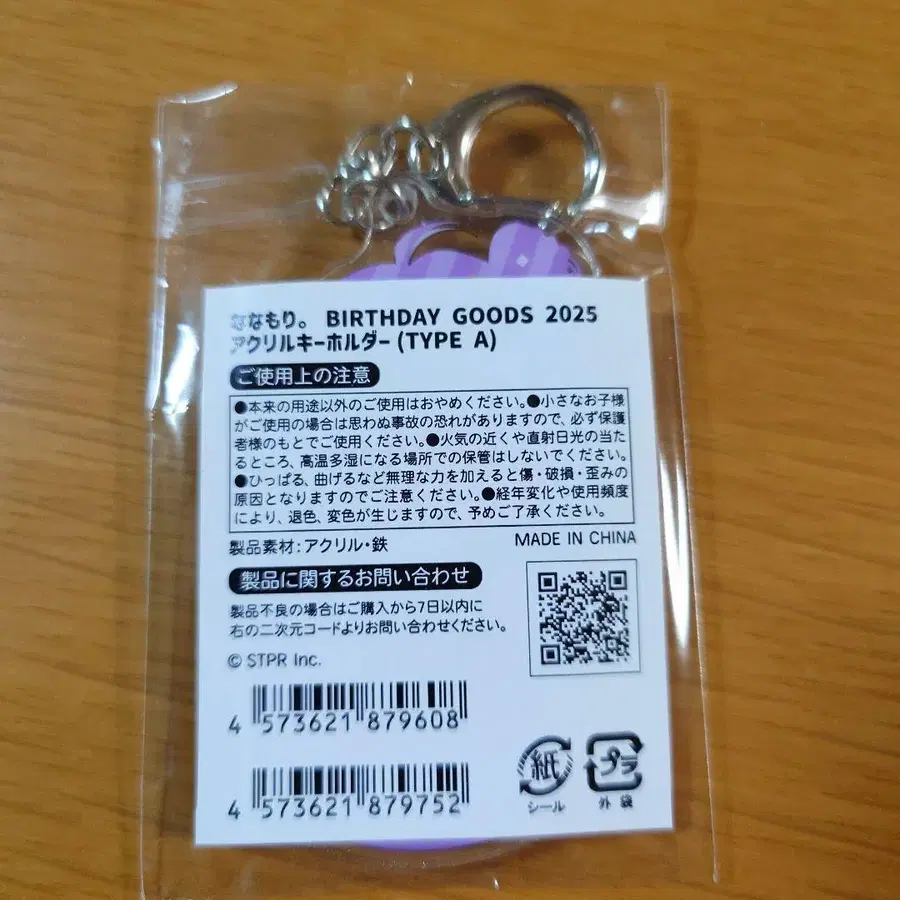 ななもり。 BIRTHDAY GOODS 2025
アクリルキーホルダー(TYPE A)
ご使用上の注意
●本来の用途以外のご使用はおやめください。●小さなお子様
がご使用の場合は思わぬ事故の恐れがありますので、必ず保護
者様のもとでご使用ください。●火気の近くや直射日光の当た
るところ、高温多湿になる場所での保管はしないでください。
●ひっぱる、曲げるなど無理な力を加えると傷・破損・歪みの
原因となりますのでご注意ください。●経年変化や使用頻度
により、退色、変色が生じますので、予めご了承ください。
製品素材:アクリル・鉄 MADE IN CHINA
製品に関するお問い合わせ
製品不良の場合はご購入から7日以内に
右の二次元コードよりお問い合わせください。
© STPR Inc.
4 573621 879608
4 573621 879752
紙
シール
プラ
外袋